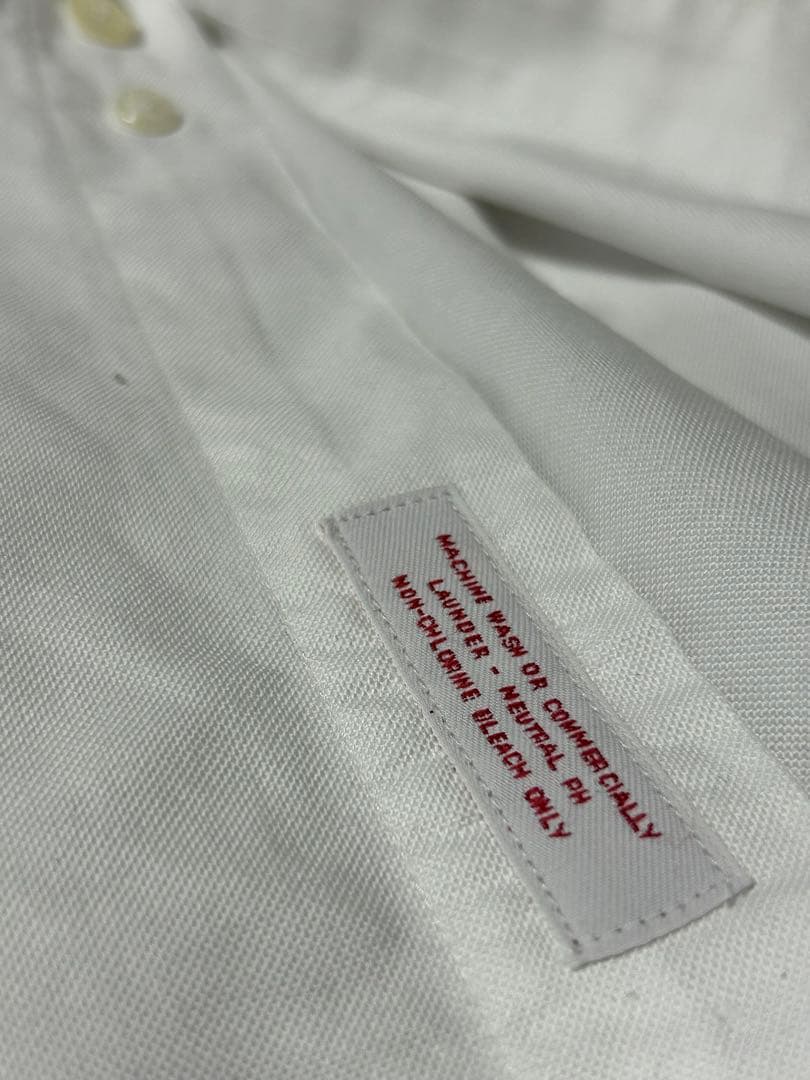 MACHINE WASH OR COMMERCIALLY
LAUNDER - NEUTRAL PH
NON-CHLORINE BLEACH ONLY